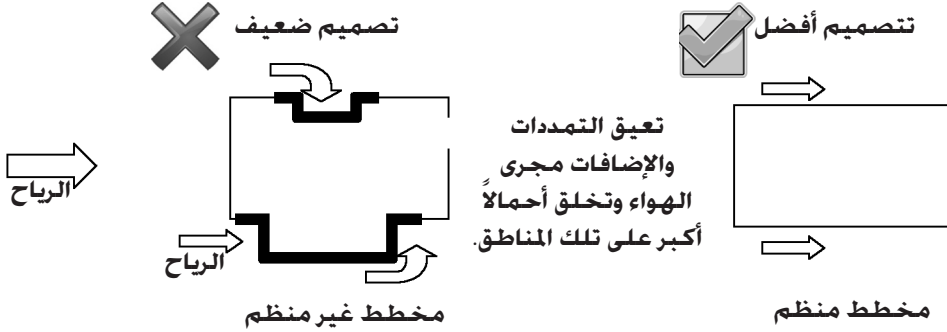 تتصميم أفضل
تصميم ضعيف
تعيق التمددات
والإضافات مجرى
الهواء وتخلق أحمالاً
أكبر على تلك المناطق.
الرياح
الرياح
مخطط منظم
مخطط غير منظم